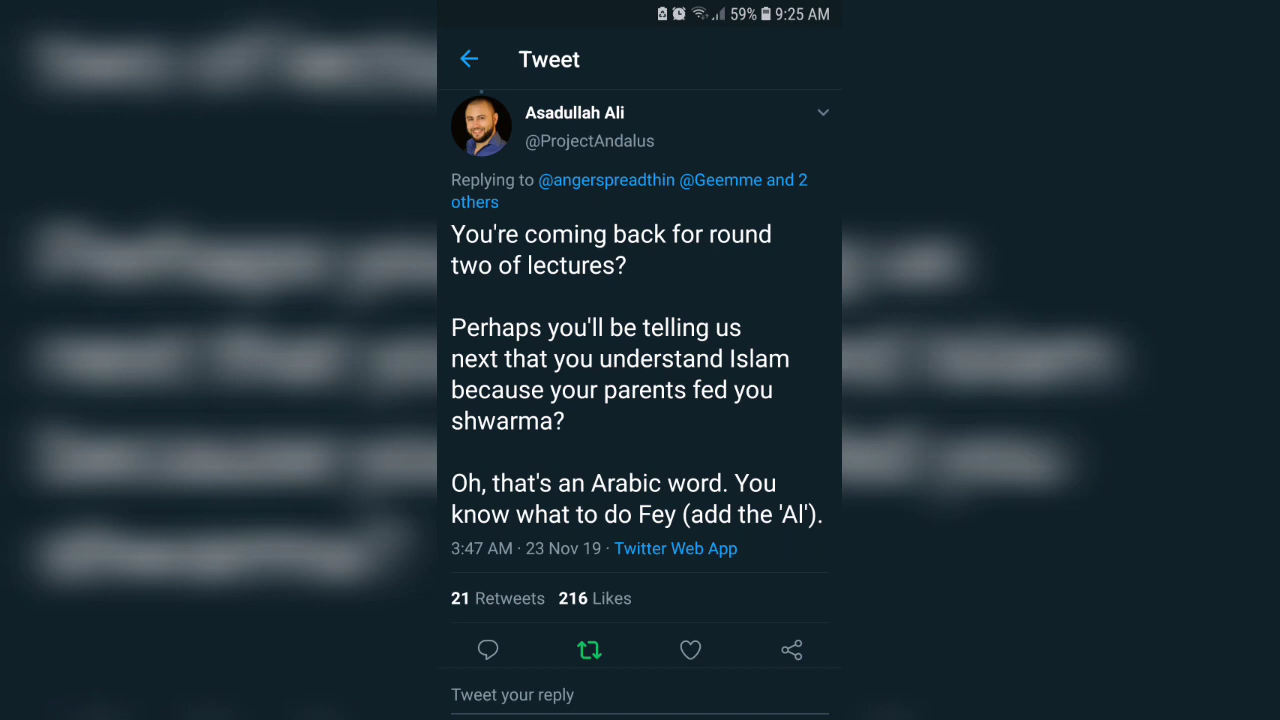 59% 9:25 AM
Tweet
Asadullah Ali
@ProjectAndalus
Replying to @angerspreadthin @Geemme and 2
others
You're coming back for round
two of lectures?
Perhaps you'll be telling us
next that you understand Islam
because your parents fed you
shwarma?
Oh, that's an Arabic word. You
know what to do Fey (add the 'Al').
3:47 AM · 23 Nov 19 · Twitter Web App
21 Retweets 216 Likes
Tweet your reply